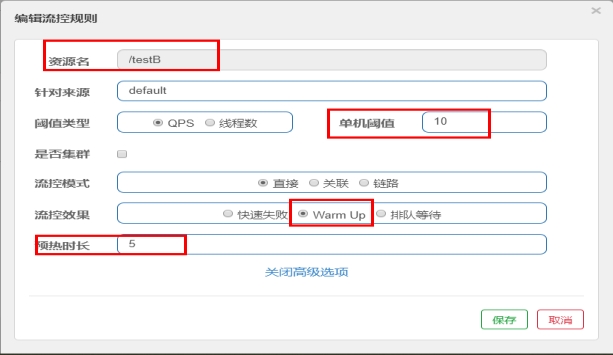 编辑流控规则
×
资源名 /testB
针对来源 default
阈值类型 QPS 线程数 单机阈值 10
是否集群
流控模式 直接 关联 链路
流控效果 快速失败 Warm Up 排队等待
预热时长 5
关闭高级选项
保存 取消